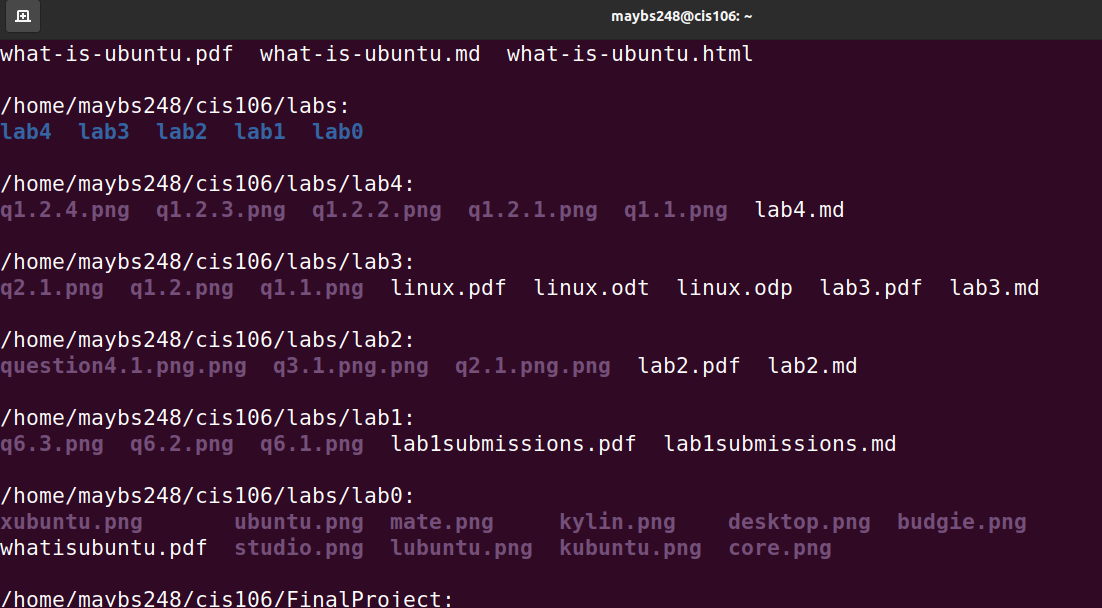 maybs248@cis106: ~
what-is-ubuntu.pdf what-is-ubuntu.md what-is-ubuntu.html
/home/maybs248/cis106/labs:
lab4 lab3 lab2 lab1 lab0
/home/maybs248/cis106/labs/lab4:
q1.2.4.png q1.2.3.png q1.2.2.png q1.2.1.png q1.1.png lab4.md
/home/maybs248/cis106/labs/lab3:
q2.1.png q1.2.png q1.1.png linux.pdf linux.odt linux.odp lab3.pdf lab3.md
/home/maybs248/cis106/labs/lab2:
question4.1.png.png q3.1.png.png q2.1.png.png lab2.pdf lab2.md
/home/maybs248/cis106/labs/lab1:
q6.3.png q6.2.png q6.1.png lab1submissions.pdf lab1submissions.md
/home/maybs248/cis106/labs/lab0:
xubuntu.png ubuntu.png mate.png kylin.png desktop.png budgie.png
whatisubuntu.pdf studio.png lubuntu.png kubuntu.png core.png
/home/maybs248/cis106/FinalProject: